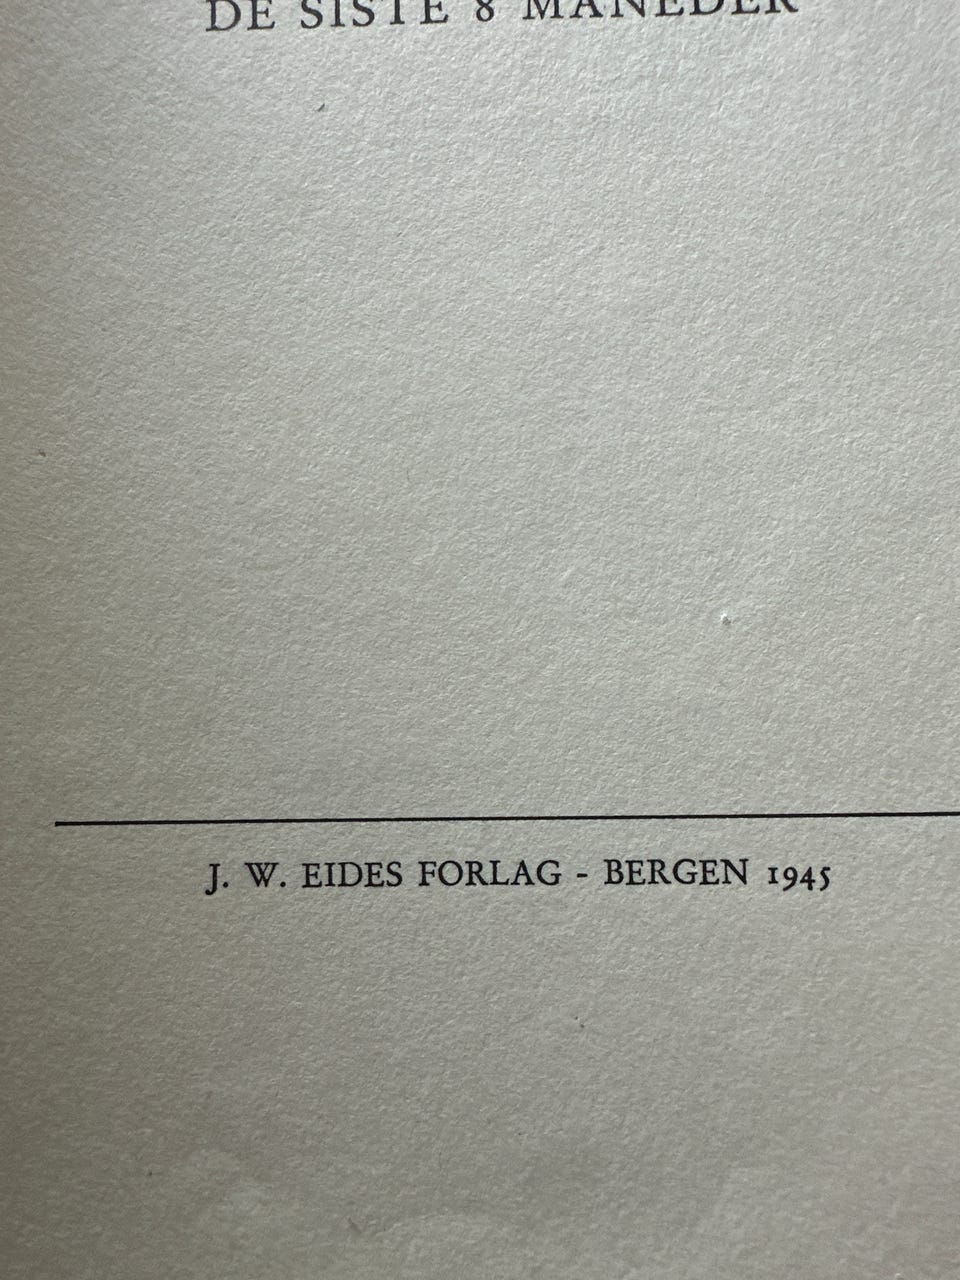 DE SISTE 8 MÅNEDER
J. W. EIDES FORLAG - BERGEN 1945